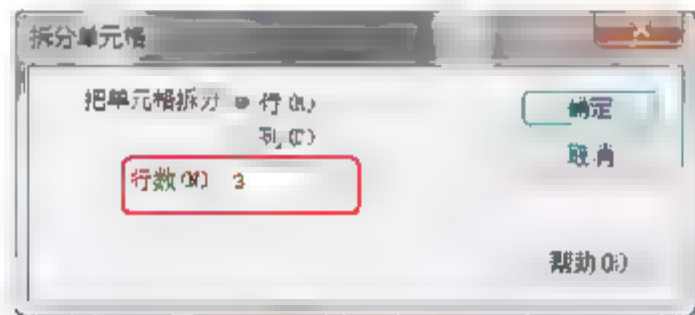 拆分单元格
把单元格拆分 行(R)
列(C)
行数(M) 3
确定
取消
帮助(H)